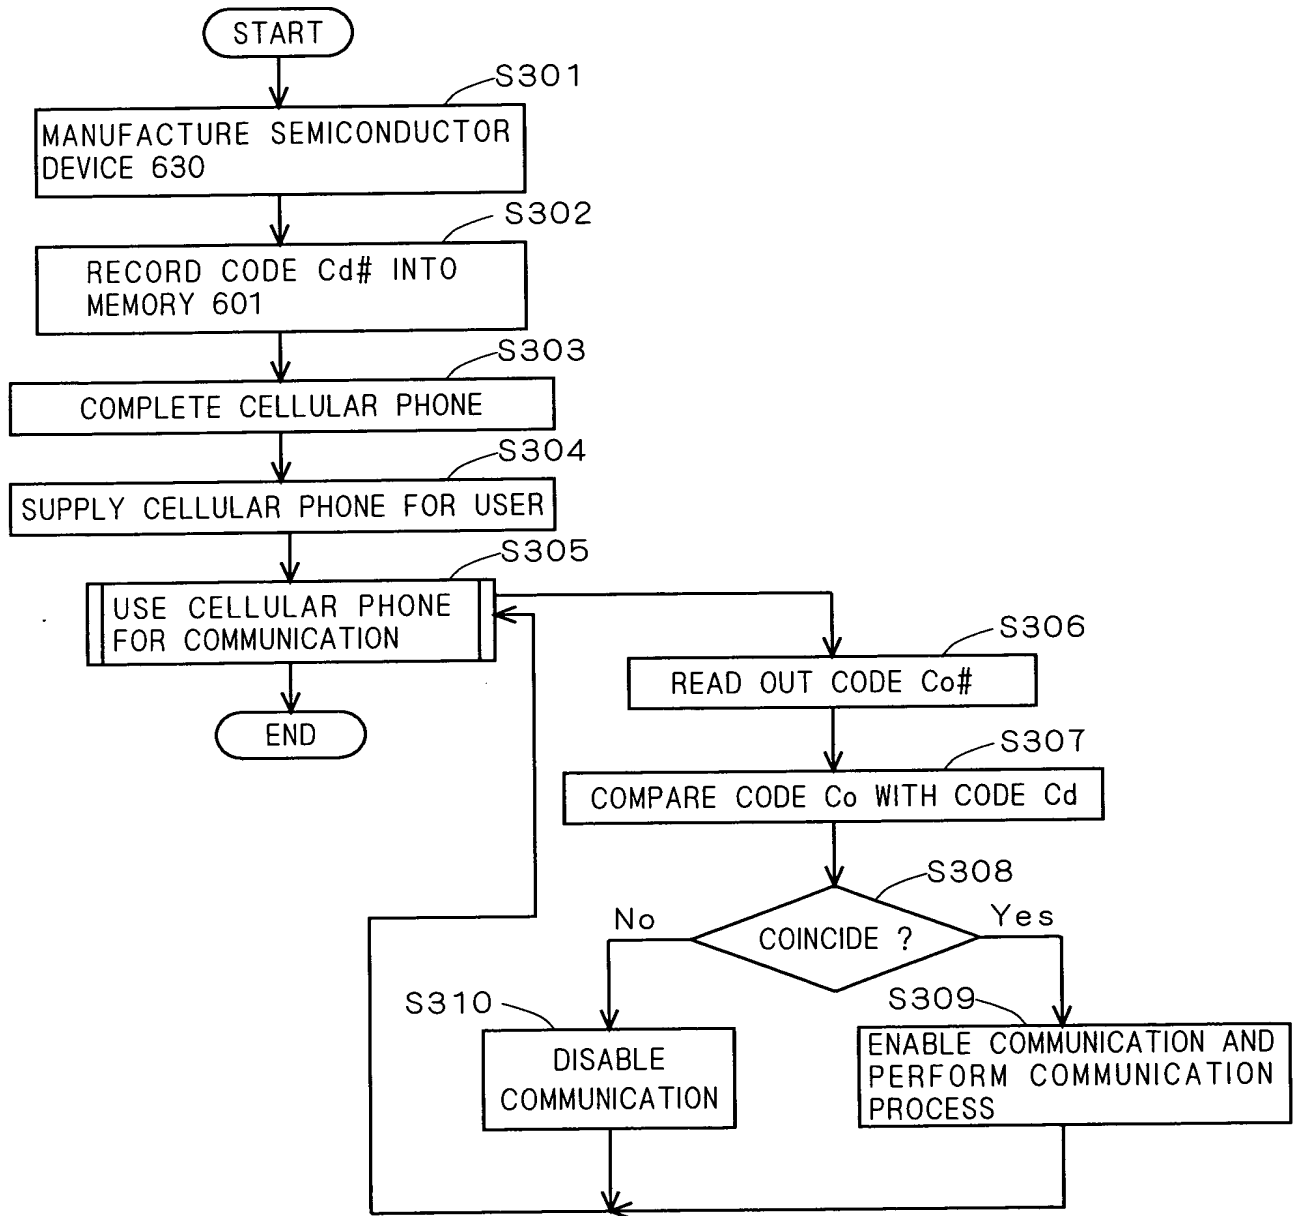 START
S301
MANUFACTURE SEMICONDUCTOR
DEVICE 630
S302
RECORD CODE Cd# INTO
MEMORY 601
S303
COMPLETE CELLULAR PHONE
S304
SUPPLY CELLULAR PHONE FOR USER
S305
USE CELLULAR PHONE
FOR COMMUNICATION
END
S306
READ OUT CODE Co#
S307
COMPARE CODE Co WITH CODE Cd
S308
COINCIDE ?
No
Yes
S310
DISABLE
COMMUNICATION
S309
ENABLE COMMUNICATION AND
PERFORM COMMUNICATION
PROCESS